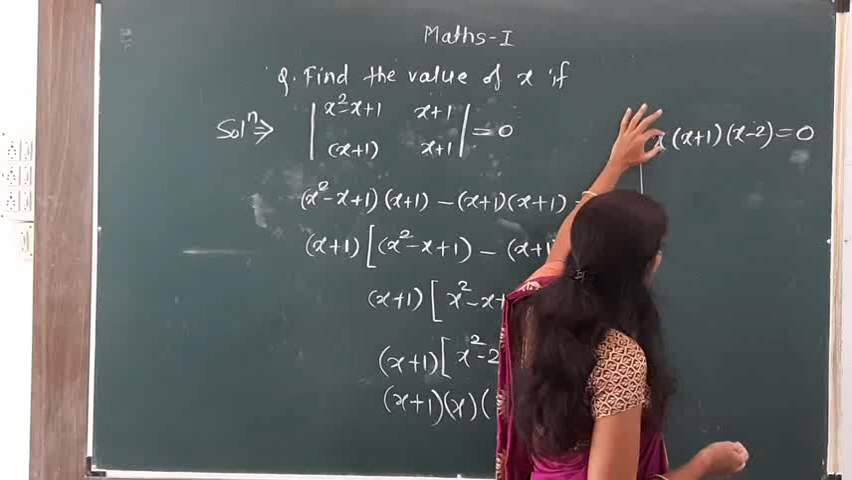 Maths-I
Q. Find the value of x if
Solⁿ ⇒ | x²-x+1 x+1 | = 0
| (x+1) x+1 |
(x²-x+1)(x+1) - (x+1)(x+1)
(x+1) [(x²-x+1) - (x+1
(x+1) [x²-x+
(x+1) [x²-2
(x+1)(x)(
x(x+1)(x-2)=0